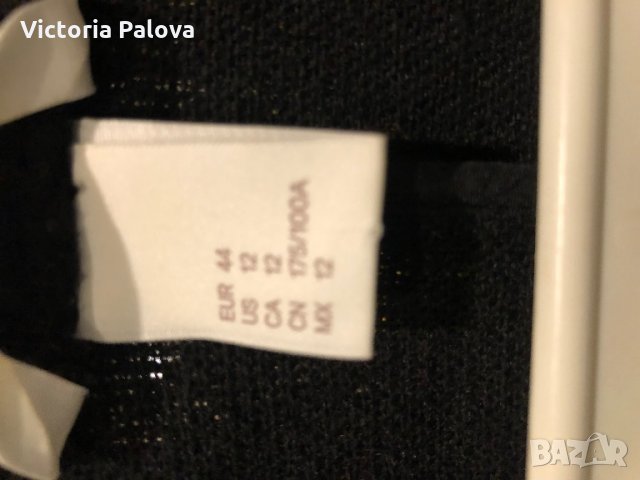 Victoria Palova
EUR 44
US 12
CA 12
CN 175/100A
MX 12
BAZAR